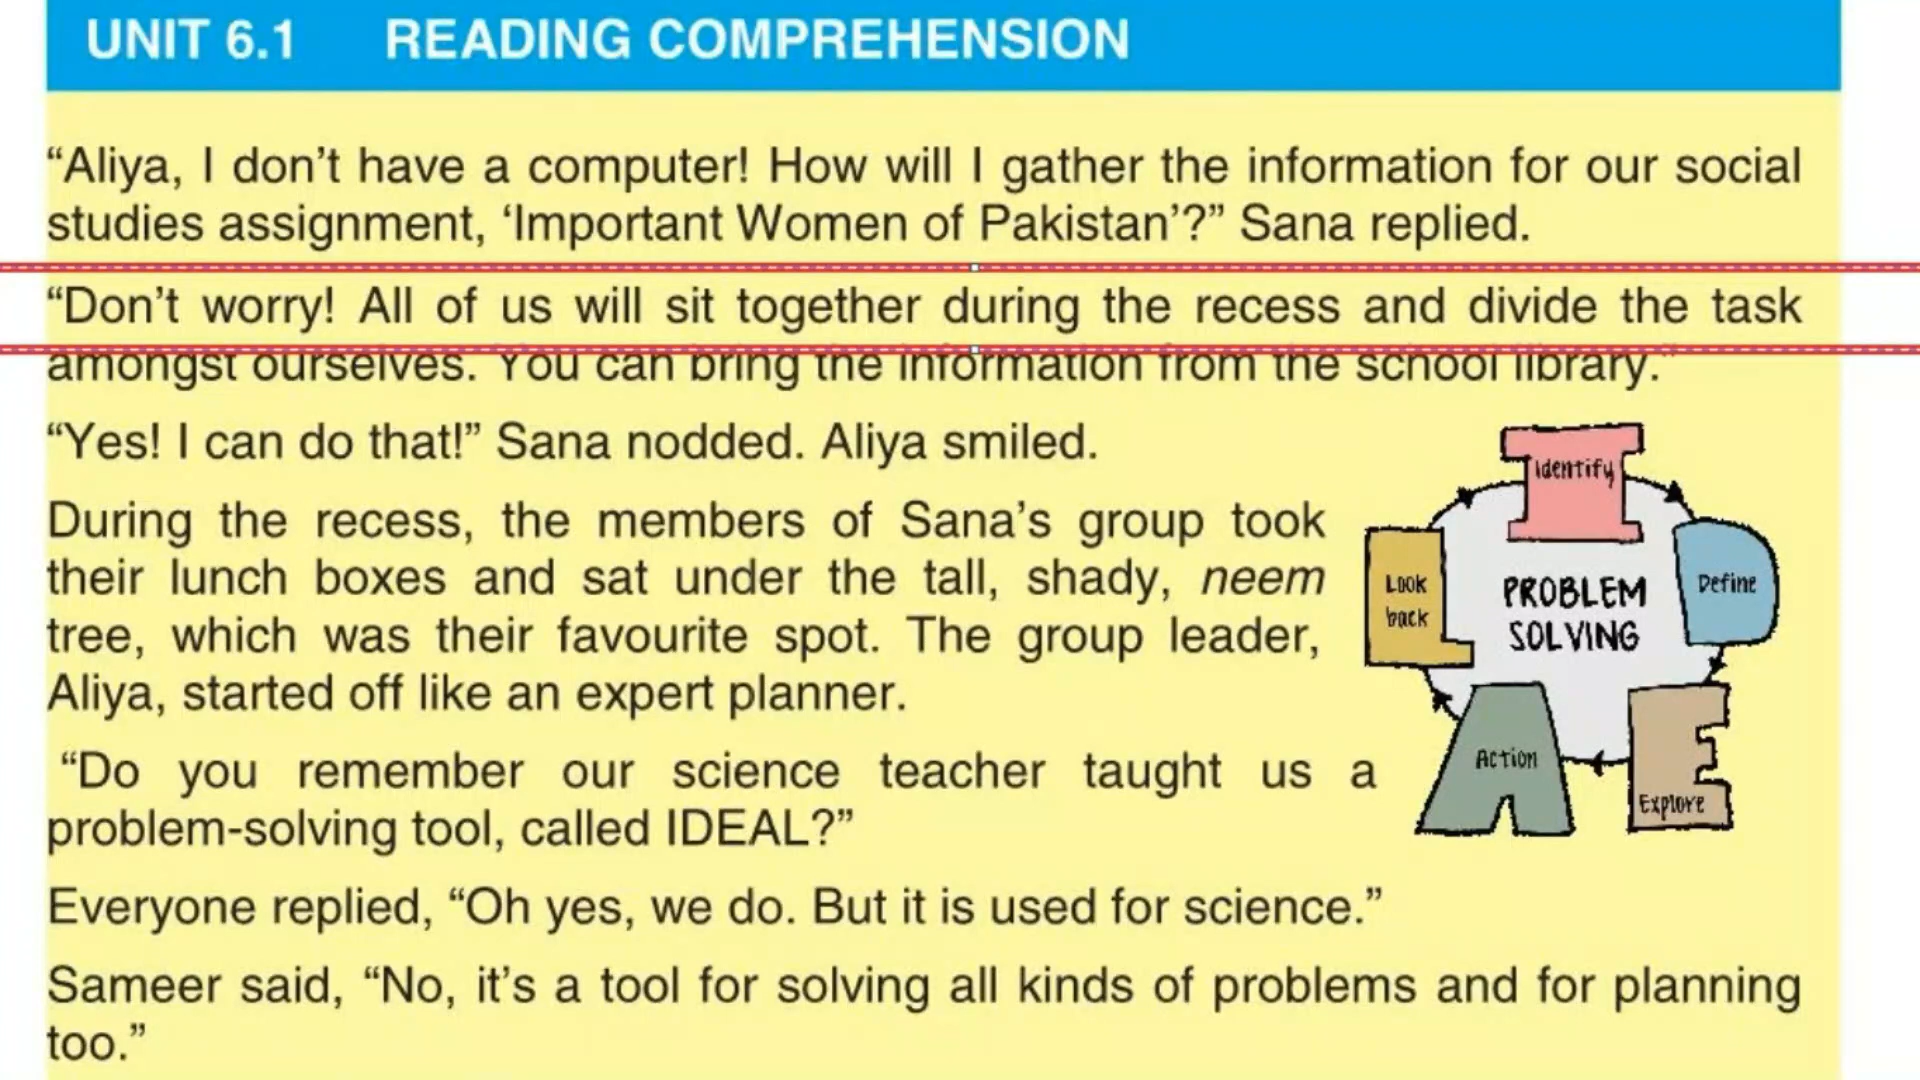 UNIT 6.1 READING COMPREHENSION
“Aliya, I don’t have a computer! How will I gather the information for our social
studies assignment, ‘Important Women of Pakistan’?” Sana replied.
“Don’t worry! All of us will sit together during the recess and divide the task
amongst ourselves. You can bring the information from the school library.”
“Yes! I can do that!” Sana nodded. Aliya smiled.
During the recess, the members of Sana’s group took
their lunch boxes and sat under the tall, shady, neem
tree, which was their favourite spot. The group leader,
Aliya, started off like an expert planner.
“Do you remember our science teacher taught us a
problem-solving tool, called IDEAL?”
Everyone replied, “Oh yes, we do. But it is used for science.”
Sameer said, “No, it’s a tool for solving all kinds of problems and for planning
too.”
Identify
Define
Explore
Action
Look
back
PROBLEM
SOLVING